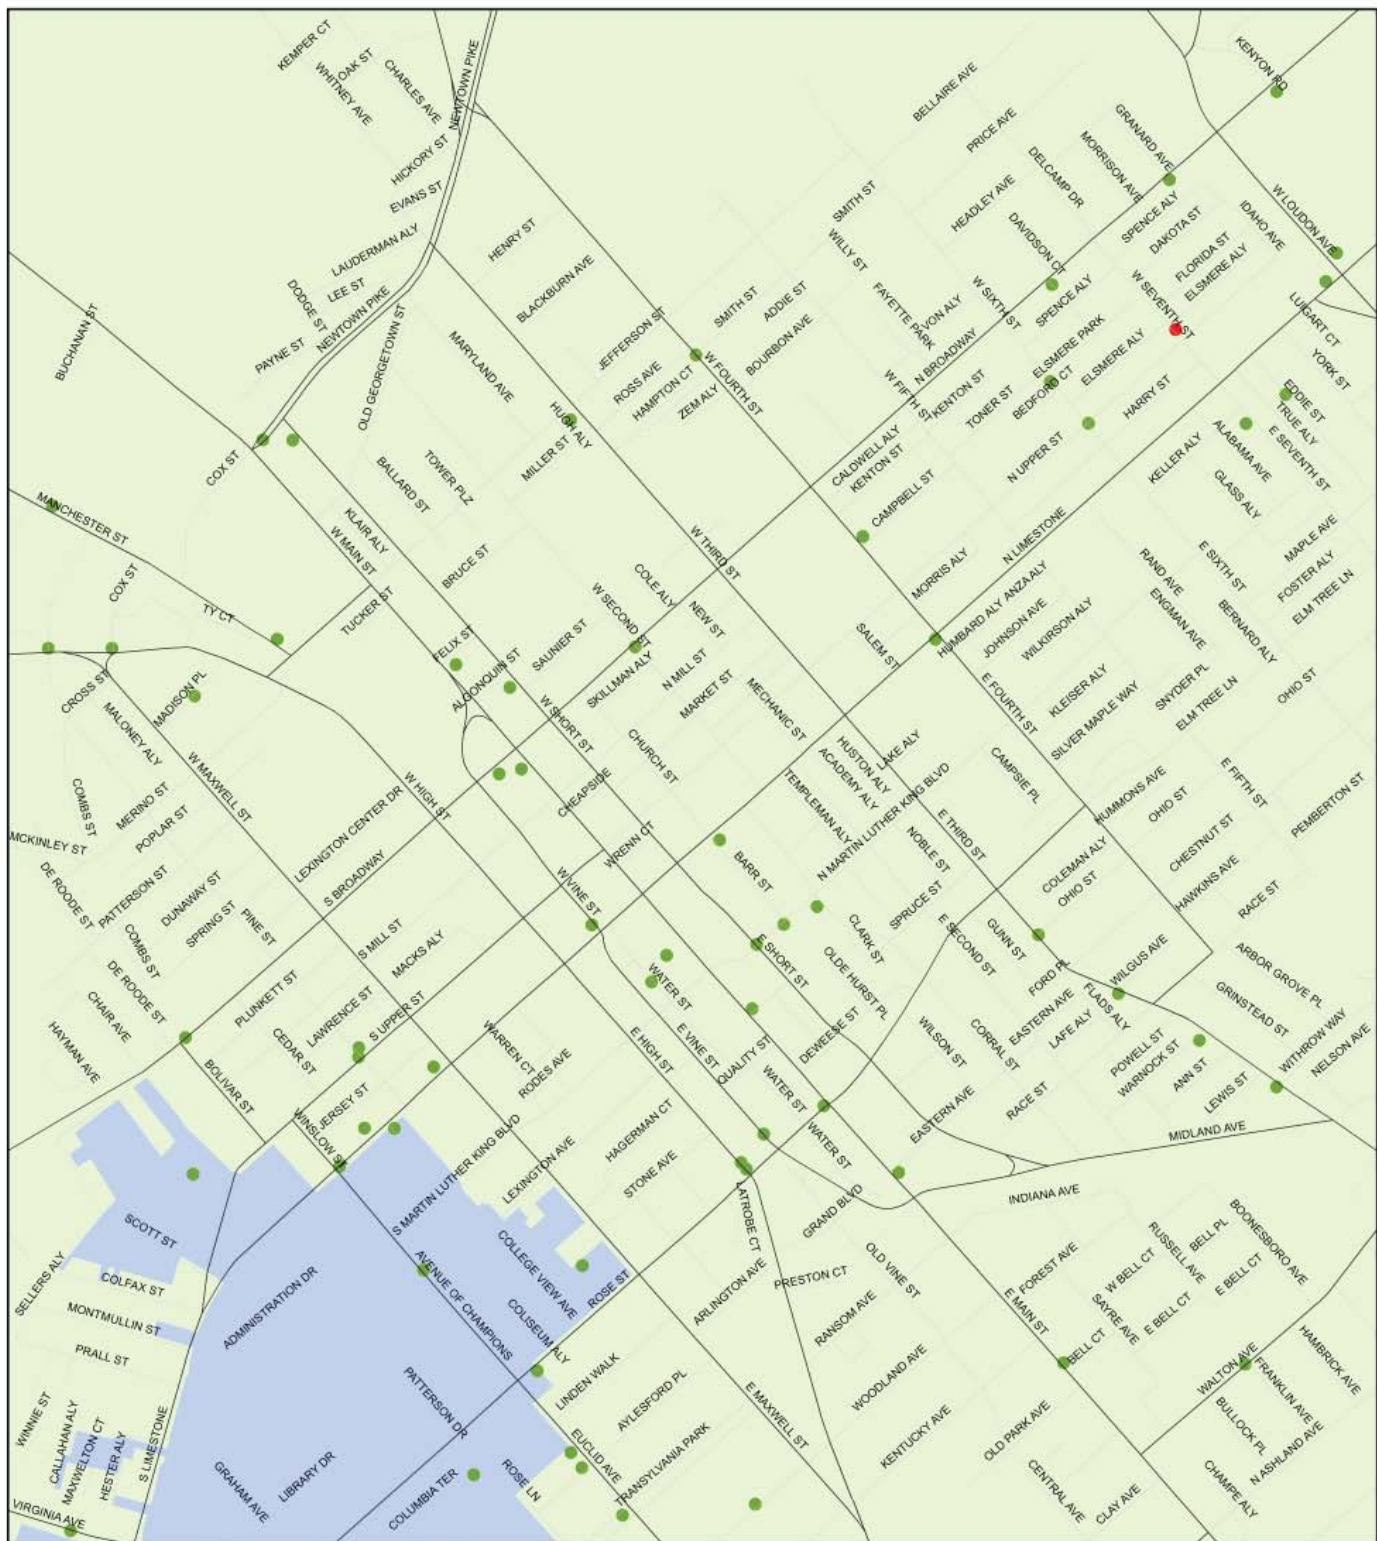 KEMPER CT
OAK ST
WHITNEY AVE
CHARLES AVE
NEWTOWN PIKE
KENYON RD
BELLAIRE AVE
PRICE AVE
GRANARD AVE
MORRISON AVE
DELCAMP DR
HICKORY ST
EVANS ST
SMITH ST
HEADLEY AVE
SPENCE ALY
W LOUDON AVE
IDAHO AVE
DAKOTA ST
LAUDERMAN ALY
HENRY ST
WILLY ST
DAVIDSON CT
FLORIDA ST
ELSMERE ALY
LEE ST
DODGE ST
NEWTOWN PIKE
BLACKBURN AVE
SMITH ST
ADDIE ST
FAYETTE PARK
YVON ALY
W SIXTH ST
SPENCE ALY
W SEVENTH ST
LUIGART CT
BUCHANAN ST
PAYNE ST
OLD GEORGETOWN ST
MARYLAND AVE
JEFFERSON ST
BOURBON AVE
N BROADWAY
ELSMERE PARK
ELSMERE ALY
YORK ST
ROSS AVE
HAMPTON CT
ZEM ALY
W FOURTH ST
W FIFTH ST
KENTON ST
TONER ST
BEDFORD CT
HARRY ST
EDDIE ST
TRUE ALY
HUGH ALY
MILLER ST
CALDWELL ALY
KENTON ST
N UPPER ST
KELLER ALY
ALABAMA AVE
E SEVENTH ST
COX ST
BALLARD ST
TOWER PLZ
CAMPBELL ST
GLASS ALY
MANCHESTER ST
KLAIR ALY
W MAIN ST
BRUCE ST
W THIRD ST
N LIMESTONE
MAPLE AVE
COX ST
TUCKER ST
COLE ALY
MORRIS ALY
RAND AVE
E SIXTH ST
FOSTER ALY
ELM TREE LN
TY CT
W SECOND ST
NEW ST
SALEM ST
HUMBARD ALY
ANZA ALY
JOHNSON AVE
WILKIRSON ALY
ENGMAN AVE
BERNARD ALY
FELIX ST
SAUNIER ST
ALGONQUIN ST
SKILLMAN ALY
N MILL ST
MARKET ST
MECHANIC ST
E FOURTH ST
KLEISER ALY
SNYDER PL
ELM TREE LN
OHIO ST
CROSS ST
MADISON PL
MALONEY ALY
W SHORT ST
SILVER MAPLE WAY
W MAXWELL ST
CHURCH ST
HUSTON ALY
ACADEMY ALY
LAKE ALY
CAMPSIE PL
E FIFTH ST
COMBS ST
MERINO ST
POPLAR ST
LEXINGTON CENTER DR
W HIGH ST
CHEAPSIDE
TEMPLEMAN ALY
N MARTIN LUTHER KING BLVD
E THIRD ST
HUMMONS AVE
OHIO ST
PEMBERTON ST
MCKINLEY ST
DE ROODE ST
PATTERSON ST
DUNAWAY ST
S BROADWAY
WRENN CT
BARR ST
NOBLE ST
COLEMAN ALY
OHIO ST
CHESTNUT ST
HAWKINS AVE
W VINE ST
COMBS ST
SPRING ST
PINE ST
S MILL ST
MACKS ALY
CLARK ST
SPRUCE ST
E SECOND ST
GUNN ST
RACE ST
DE ROODE ST
CHAIR AVE
PLUNKETT ST
LAWRENCE ST
S UPPER ST
WATER ST
E SHORT ST
OLDE HURST PL
FORD PL
WILGUS AVE
ARBOR GROVE PL
HAYMAN AVE
CEDAR ST
WARREN CT
E HIGH ST
E VINE ST
QUALITY ST
DEWEESE ST
WILSON ST
CORRAL ST
EASTERN AVE
LAFE ALY
FLADS ALY
GRINSTEAD ST
WITHROW WAY
NELSON AVE
BOLIVAR ST
JERSEY ST
RODES AVE
WATER ST
POWELL ST
WARNOCK ST
ANN ST
LEWIS ST
WINSLOW ST
S MARTIN LUTHER KING BLVD
HAGERMAN CT
WATER ST
EASTERN AVE
RACE ST
MIDLAND AVE
LEXINGTON AVE
STONE AVE
LATROBE CT
GRAND BLVD
INDIANA AVE
SCOTT ST
COLLEGE VIEW AVE
BOONESBORO AVE
SELLERS ALY
COLFAX ST
ADMINISTRATION DR
AVENUE OF CHAMPIONS
ROSE ST
ARLINGTON AVE
PRESTON CT
OLD VINE ST
FOREST AVE
W BELL CT
RUSSELL AVE
BELL PL
E BELL CT
MONTMULLIN ST
COLISEUM ALY
RANSOM AVE
E MAIN ST
SAYRE AVE
E BELL CT
PRALL ST
PATTERSON DR
LINDEN WALK
WOODLAND AVE
BELL CT
WALTON AVE
HAMBRICK AVE
WINNIE ST
CALLAHAN ALY
MAXWELTON CT
HESTER ALY
S LIMESTONE
AYLESFORD PL
E MAXWELL ST
KENTUCKY AVE
OLD PARK AVE
FRANKLIN AVE
BULLOCK PL
N ASHLAND AVE
VIRGINIA AVE
GRAHAM AVE
LIBRARY DR
COLUMBIA TER
ROSE LN
EUCLID AVE
TRANSYLVANIA PARK
CENTRAL AVE
CLAY AVE
CHAMPE ALY